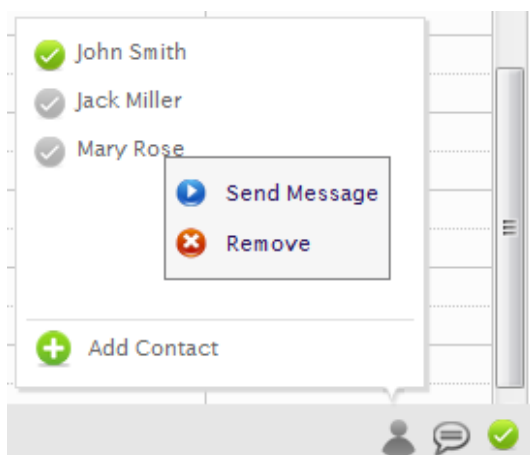 John Smith
Jack Miller
Mary Rose
Send Message
Remove
Add Contact